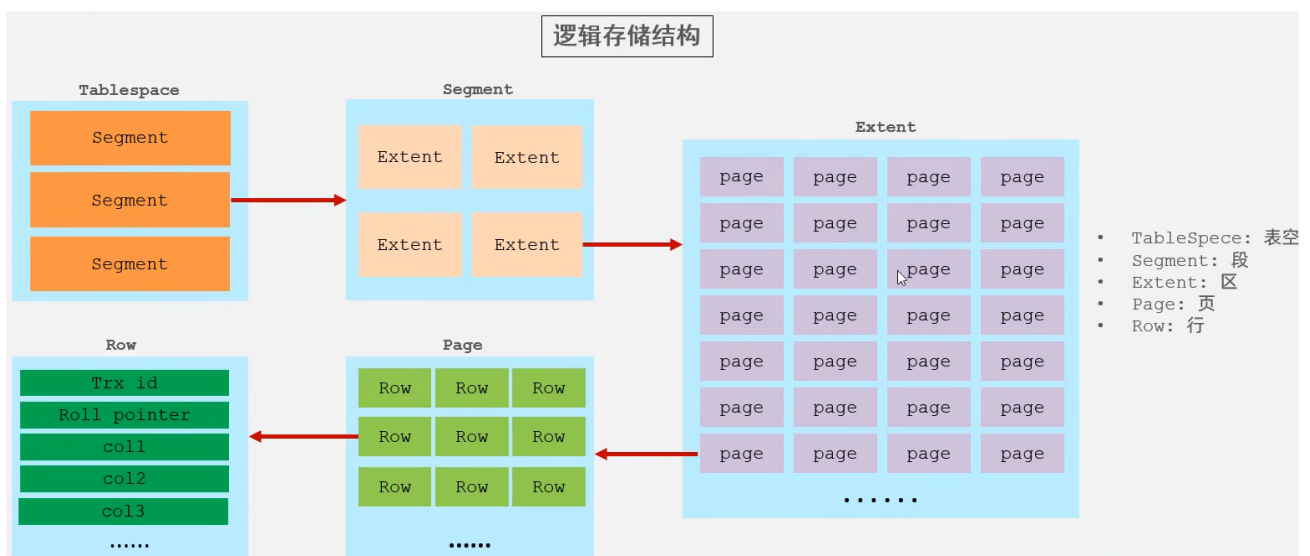 逻辑存储结构
Tablespace
Segment
Segment
Segment
Segment
Extent Extent
Extent Extent
Extent
page page page page
page page page page
page page page page
page page page page
page page page page
page page page page
page page page page
......
• TableSpece: 表空
• Segment: 段
• Extent: 区
• Page: 页
• Row: 行
Row
Trx id
Roll pointer
col1
col2
col3
......
Page
Row Row Row
Row Row Row
Row Row Row
......